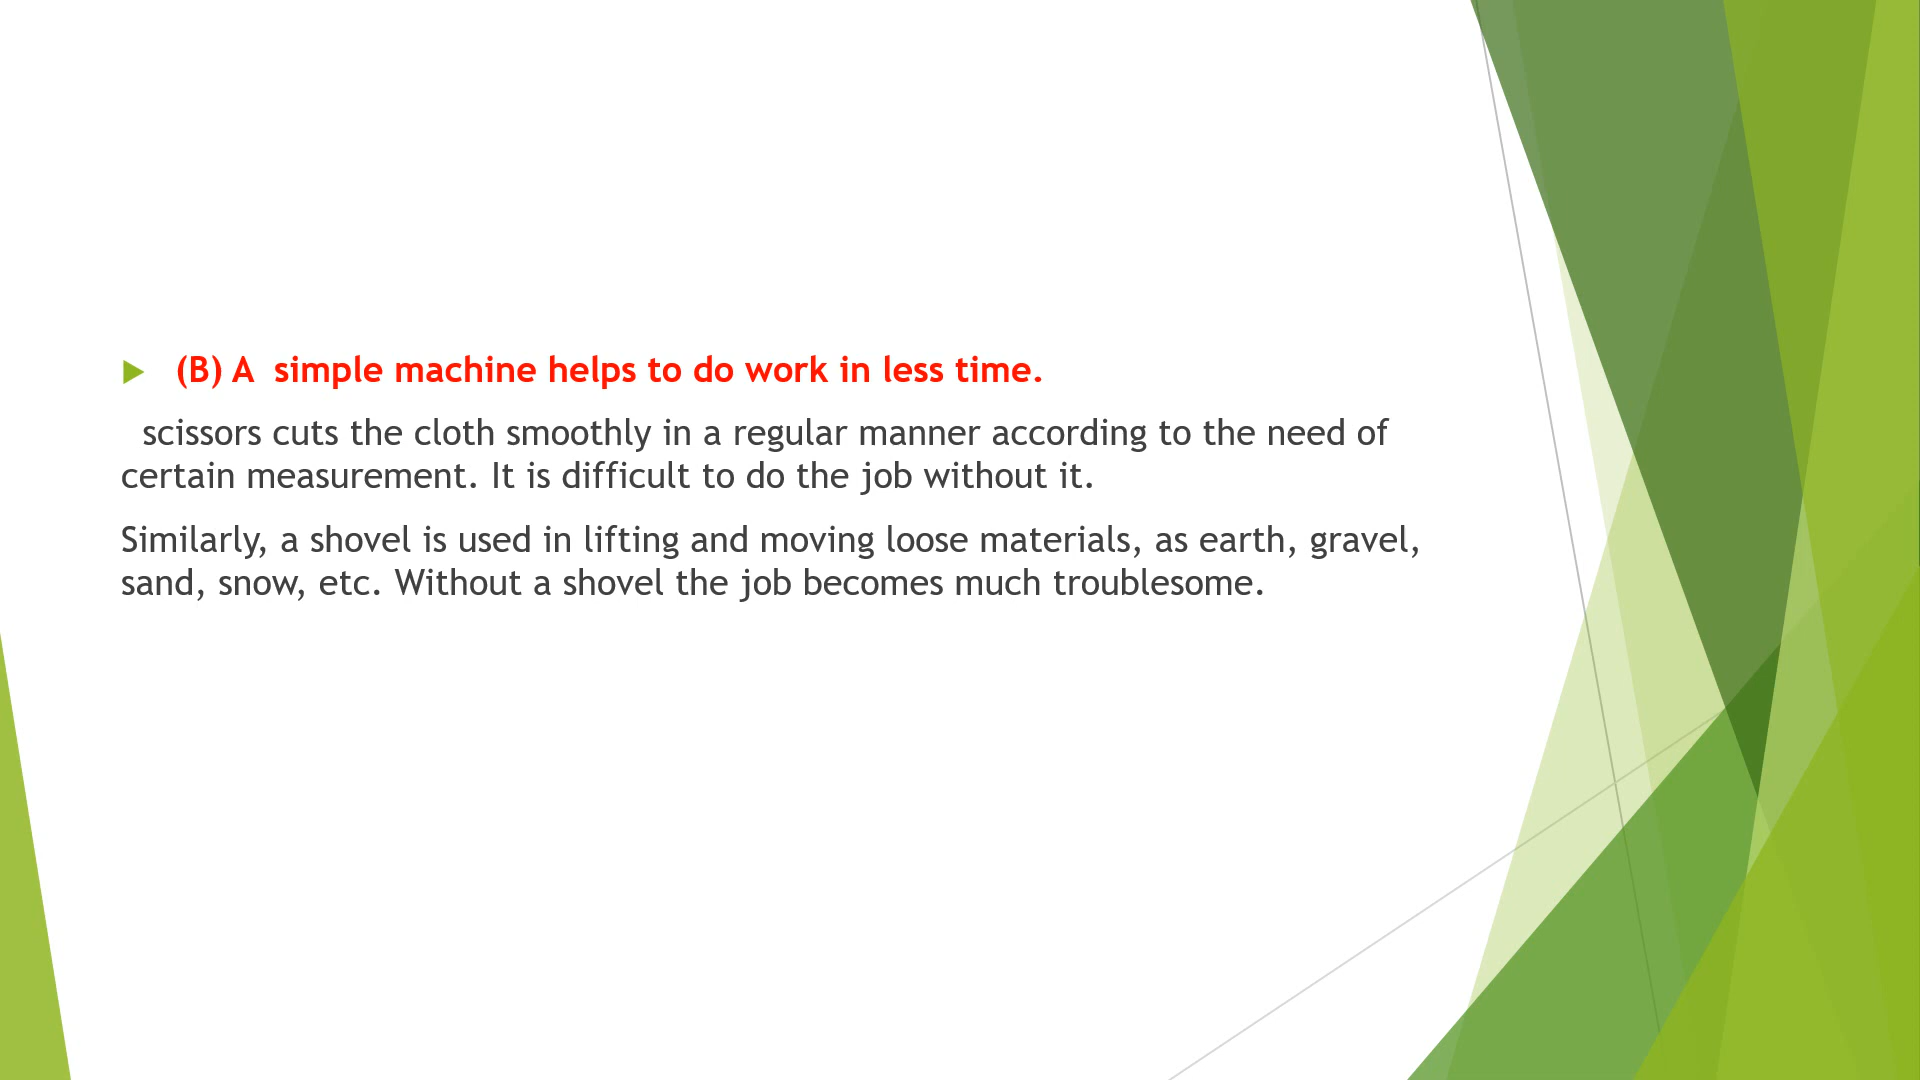 (B) A  simple machine helps to do work in less time.
scissors cuts the cloth smoothly in a regular manner according to the need of
certain measurement. It is difficult to do the job without it.
Similarly, a shovel is used in lifting and moving loose materials, as earth, gravel,
sand, snow, etc. Without a shovel the job becomes much troublesome.